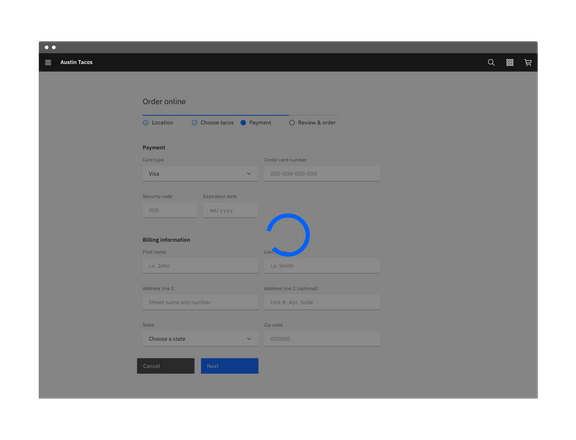 Austin Tacos
Order online
Location Choose tacos Payment Review & order
Payment
Card type Credit card number
Visa 000-000-000-000
Security code Expiration date
000 mm/yyyy
Billing information
First name Last
i.e. John i.e. Smith
Address line 1 Address line 2 (optional)
Street name and number Unit #, Apt, Suite
State Zip code
Choose a state 000000
Cancel Next